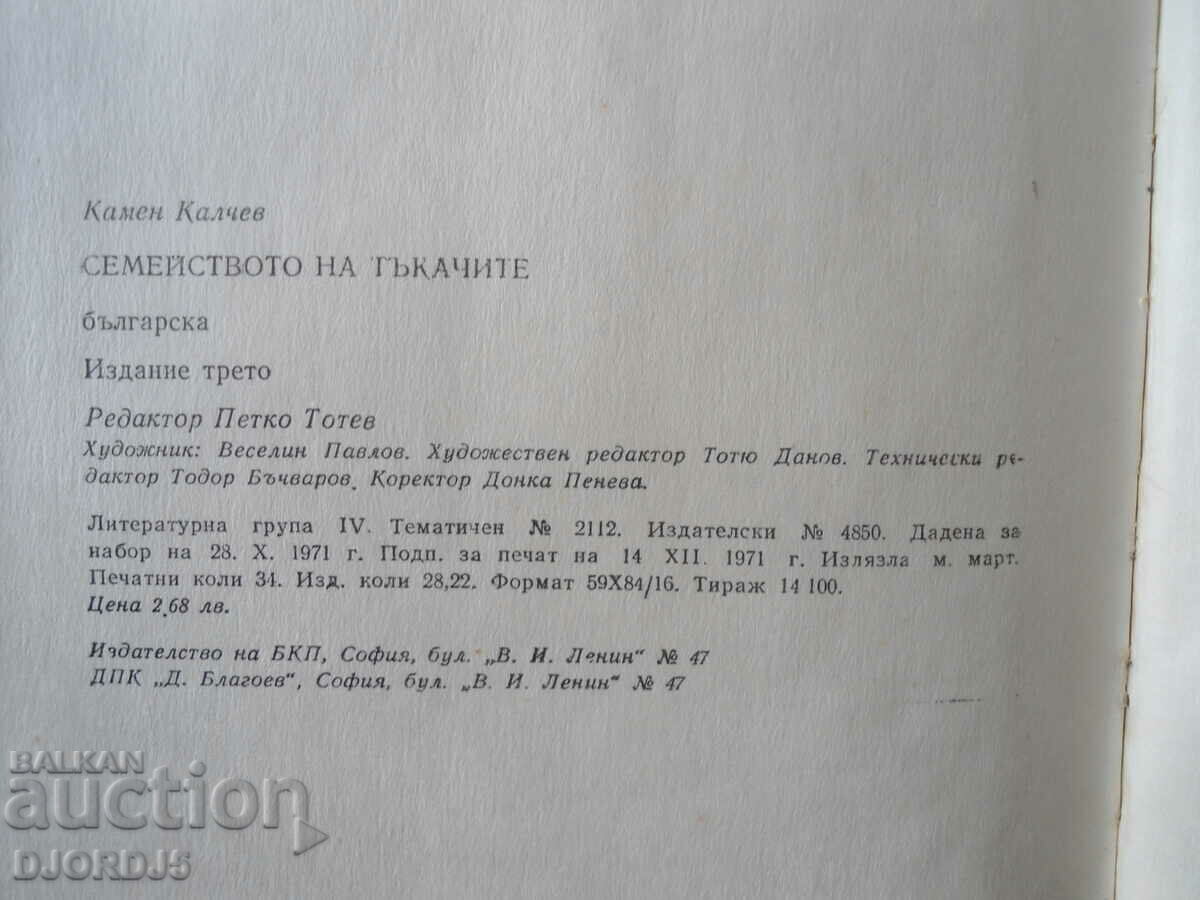 Камен Калчев
СЕМЕЙСТВОТО НА ТЪКАЧИТЕ
българска
Издание трето
Редактор Петко Тотев
Художник: Веселин Павлов. Художествен редактор Тотю Данов. Технически ре-
дактор Тодор Бъчваров. Коректор Донка Пенева.
Литературна група IV. Тематичен № 2112. Издателски № 4850. Дадена за
набор на 28. X. 1971 г. Подп. за печат на 14 XII. 1971 г. Излязла м. март.
Печатни коли 34. Изд. коли 28,22. Формат 59X84/16. Тираж 14 100.
Цена 2,68 лв.
Издателство на БКП, София, бул. „В. И. Ленин“ № 47
ДПК „Д. Благоев“, София, бул. „В. И. Ленин“ № 47
BALKAN
auction
DJORDJ5